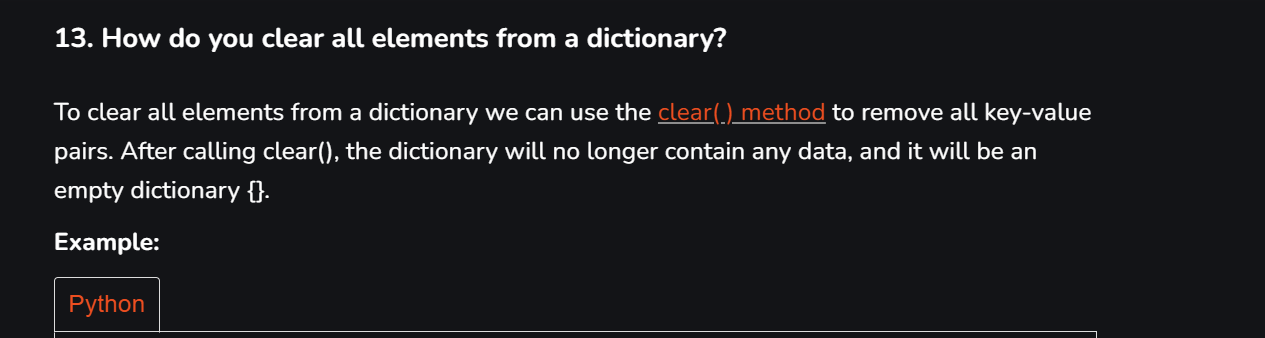 13. How do you clear all elements from a dictionary?
To clear all elements from a dictionary we can use the clear( ) method to remove all key-value
pairs. After calling clear(), the dictionary will no longer contain any data, and it will be an
empty dictionary {}.
Example:
Python